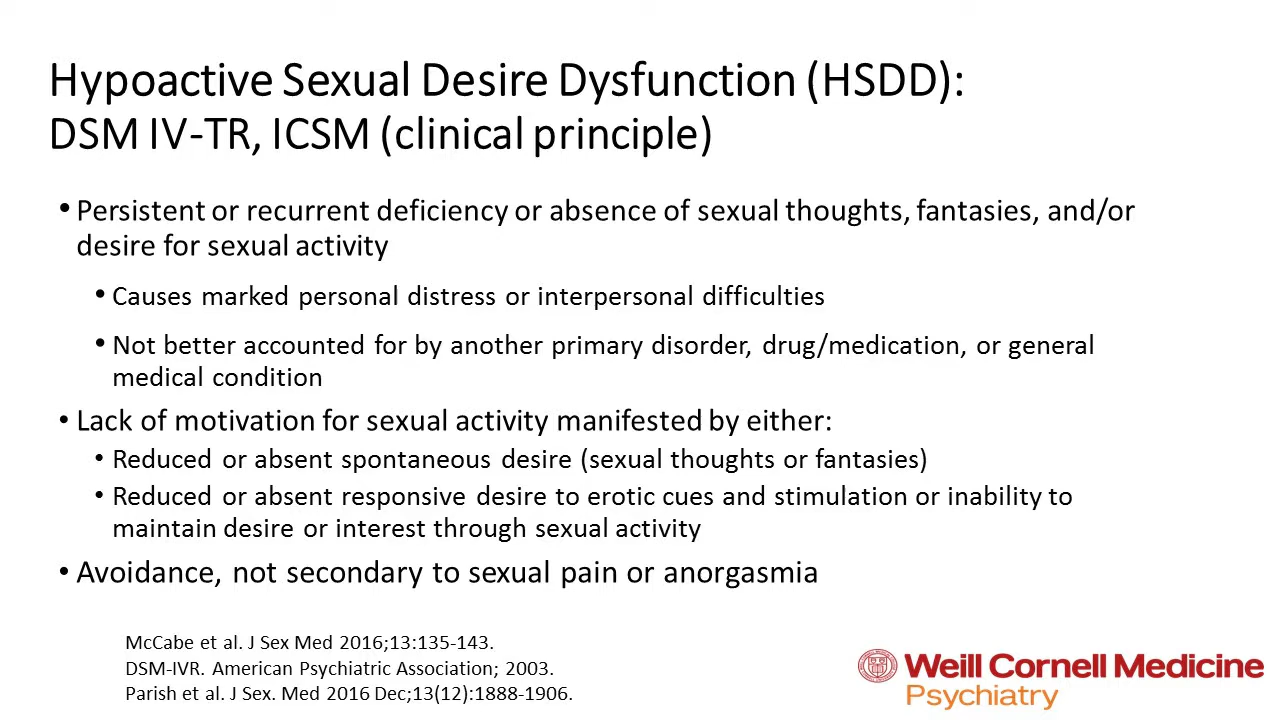 Hypoactive Sexual Desire Dysfunction (HSDD):
DSM IV-TR, ICSM (clinical principle)
• Persistent or recurrent deficiency or absence of sexual thoughts, fantasies, and/or
desire for sexual activity
• Causes marked personal distress or interpersonal difficulties
• Not better accounted for by another primary disorder, drug/medication, or general
medical condition
• Lack of motivation for sexual activity manifested by either:
• Reduced or absent spontaneous desire (sexual thoughts or fantasies)
• Reduced or absent responsive desire to erotic cues and stimulation or inability to
maintain desire or interest through sexual activity
• Avoidance, not secondary to sexual pain or anorgasmia
McCabe et al. J Sex Med 2016;13:135-143.
DSM-IVR. American Psychiatric Association; 2003.
Parish et al. J Sex. Med 2016 Dec;13(12):1888-1906.
Weill Cornell Medicine
Psychiatry